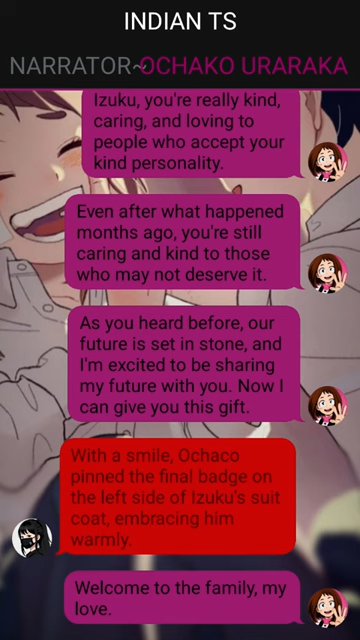 INDIAN TS
NARRATOR~OCHAKO URARAKA
Izuku, you're really kind,
caring, and loving to
people who accept your
kind personality.
Even after what happened
months ago, you're still
caring and kind to those
who may not deserve it.
As you heard before, our
future is set in stone, and
I'm excited to be sharing
my future with you. Now I
can give you this gift.
With a smile, Ochaco
pinned the final badge on
the left side of Izuku's suit
coat, embracing him
warmly.
Welcome to the family, my
love.